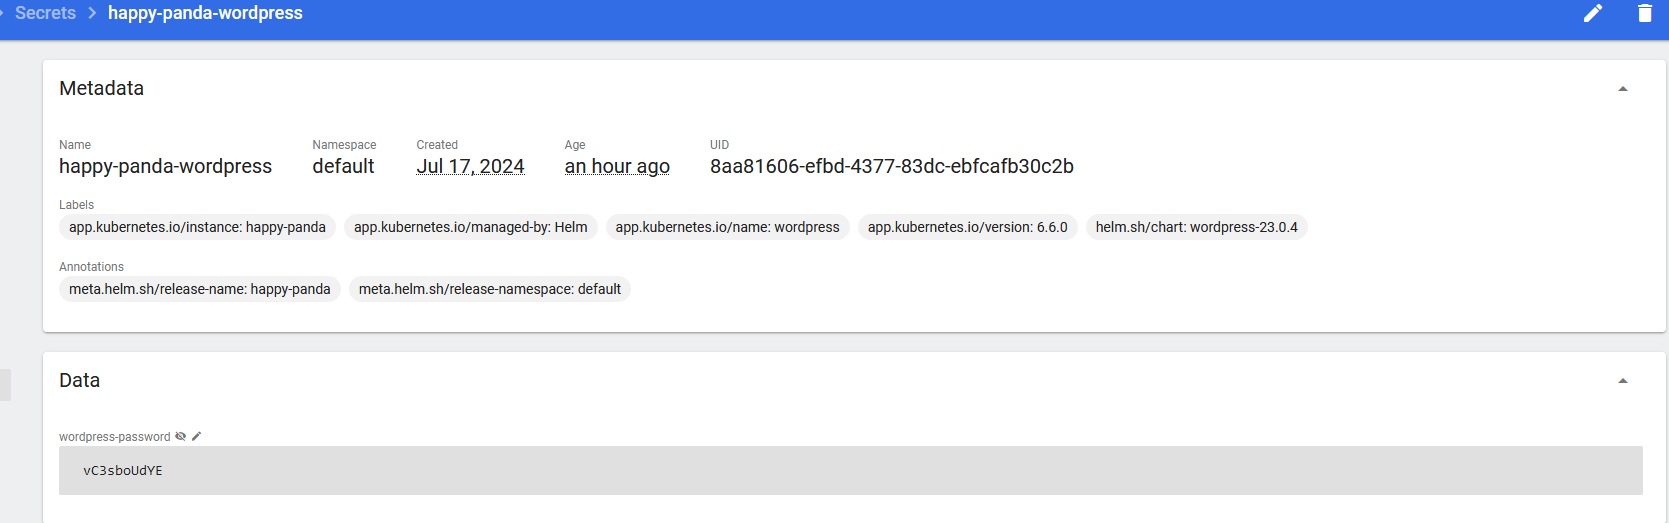 Secrets > happy-panda-wordpress
Metadata
Name Namespace Created Age UID
happy-panda-wordpress default Jul 17, 2024 an hour ago 8aa81606-efbd-4377-83dc-ebfcafb30c2b
Labels
app.kubernetes.io/instance: happy-panda app.kubernetes.io/managed-by: Helm app.kubernetes.io/name: wordpress app.kubernetes.io/version: 6.6.0 helm.sh/chart: wordpress-23.0.4
Annotations
meta.helm.sh/release-name: happy-panda meta.helm.sh/release-namespace: default
Data
wordpress-password
vC3sboUdYE